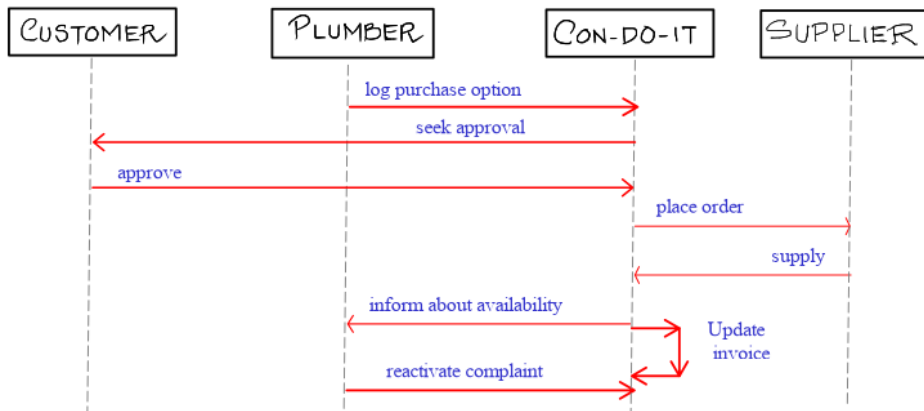 CUSTOMER
PLUMBER
CON-DO-IT
SUPPLIER
log purchase option
seek approval
approve
place order
supply
inform about availability
Update
invoice
reactivate complaint